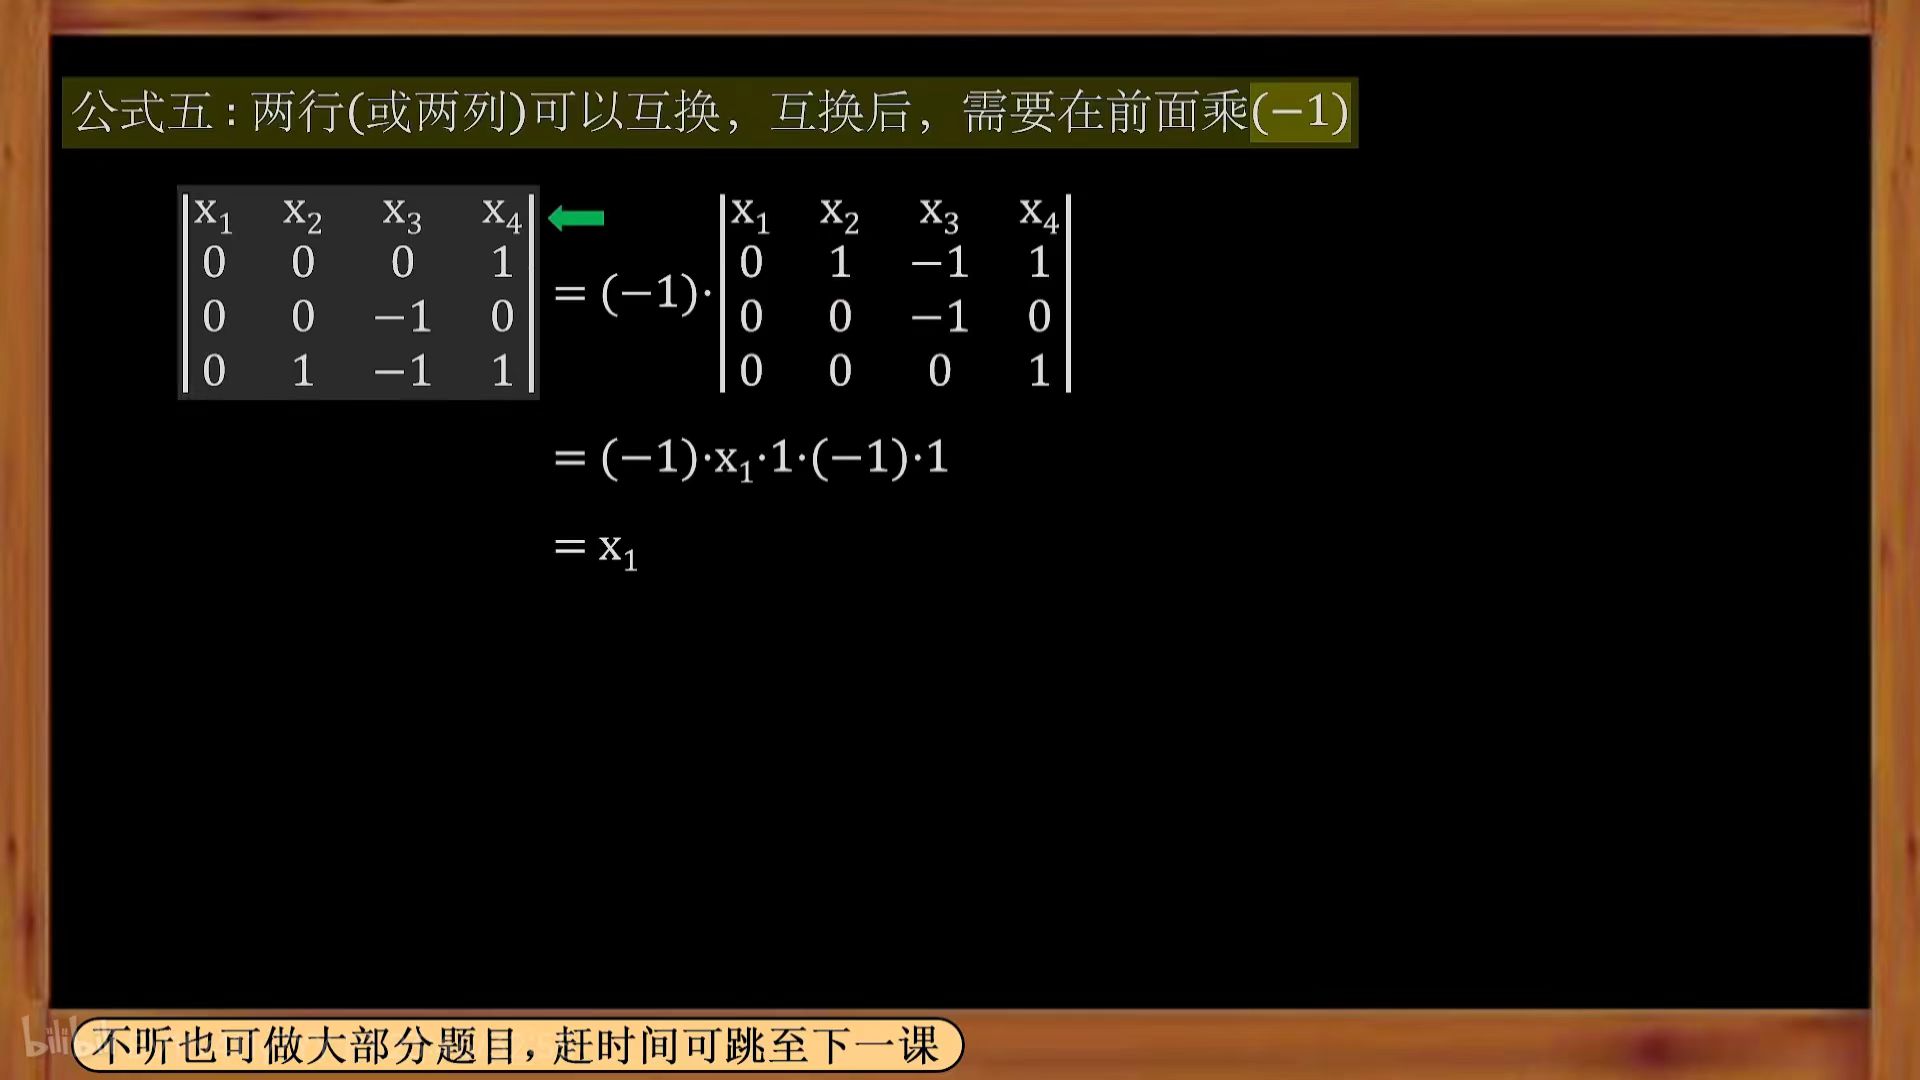 公式五：两行(或两列)可以互换，互换后，需要在前面乘(−1)
|x₁ x₂ x₃ x₄| |x₁ x₂ x₃ x₄|
|0 0 0 1| |0 1 −1 1|
= (−1)·
|0 0 −1 0| |0 0 −1 0|
|0 1 −1 1| |0 0 0 1|
= (−1)·x₁·1·(−1)·1
= x₁
不听也可做大部分题目，赶时间可跳至下一课